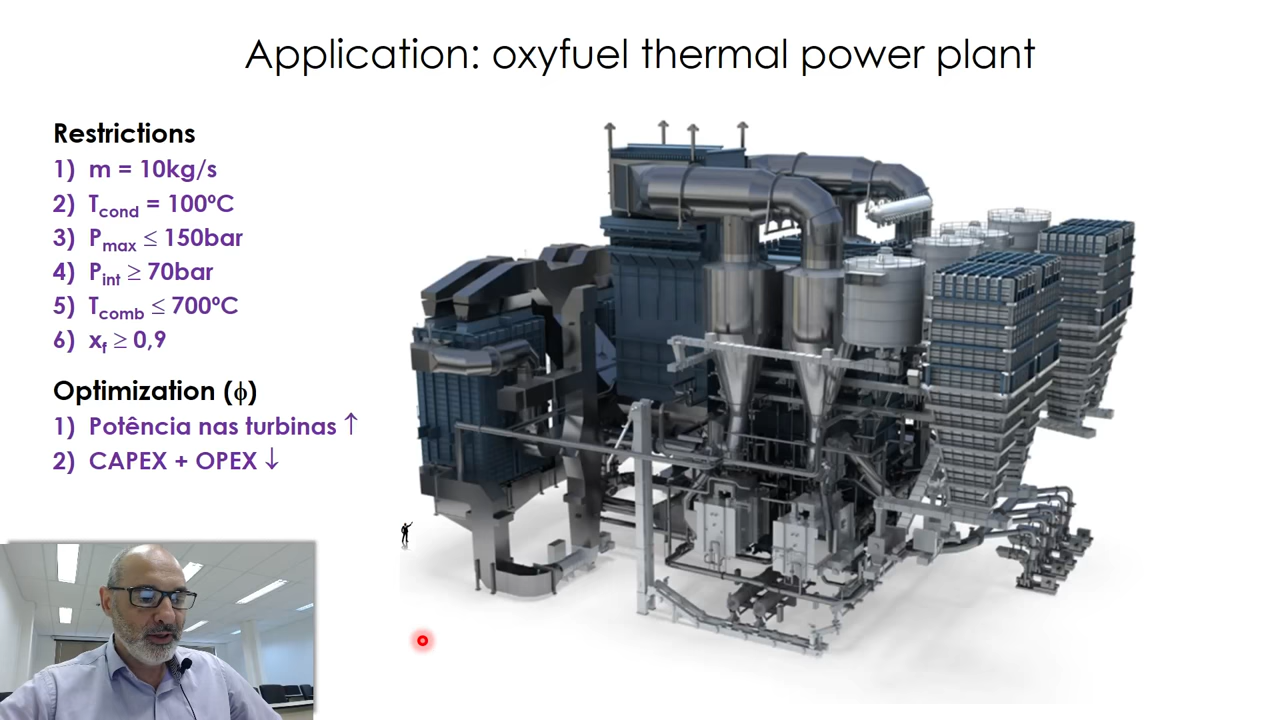 Application: oxyfuel thermal power plant
Restrictions
1) m = 10kg/s
2) Tcond = 100ºC
3) Pmax ≤ 150bar
4) Pint ≥ 70bar
5) Tcomb ≤ 700ºC
6) xf ≥ 0,9
Optimization (ϕ)
1) Potência nas turbinas ↑
2) CAPEX + OPEX ↓